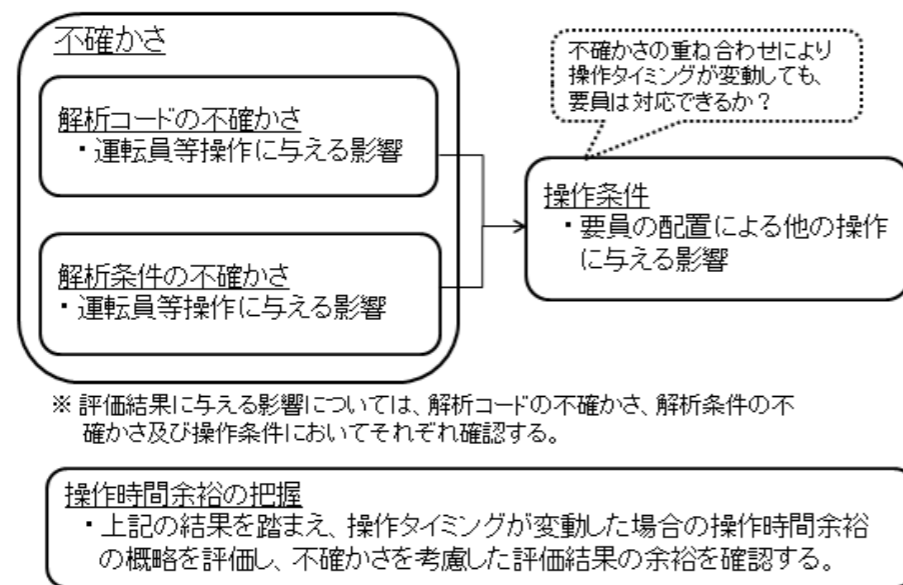 不確かさ
解析コードの不確かさ
・運転員等操作に与える影響
解析条件の不確かさ
・運転員等操作に与える影響
不確かさの重ね合わせにより
操作タイミングが変動しても、
要員は対応できるか？
操作条件
・要員の配置による他の操作
に与える影響
※ 評価結果に与える影響については、解析コードの不確かさ、解析条件の不
確かさ及び操作条件においてそれぞれ確認する。
操作時間余裕の把握
・上記の結果を踏まえ、操作タイミングが変動した場合の操作時間余裕
の概略を評価し、不確かさを考慮した評価結果の余裕を確認する。